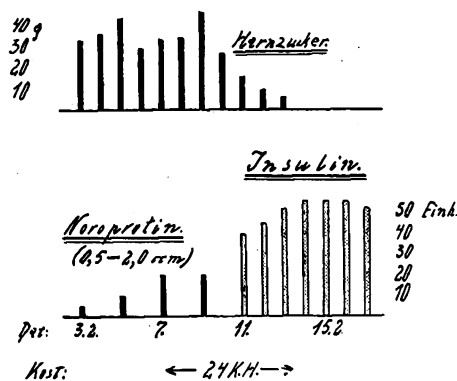 40 g
30
20
10
Harnzucker.
Insulin.
Novoprotin.
(0,5–2,0 ccm)
50 Einh.
40
30
20
10
Dat: 3.2. 7. 11. 15.2.
Kost: ← 24 K.H. →